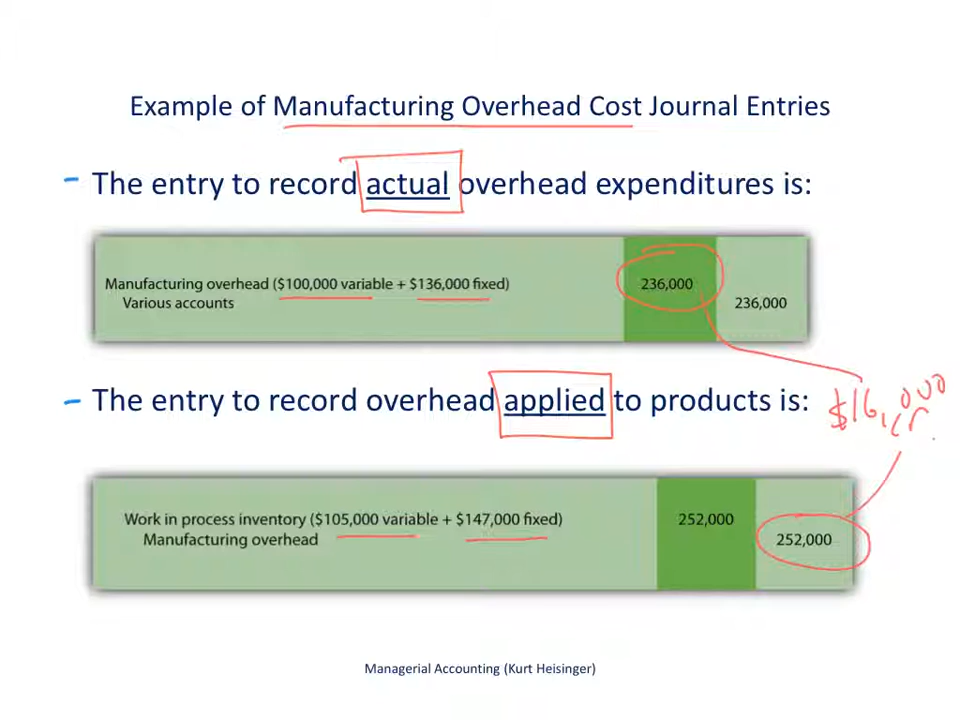 Example of Manufacturing Overhead Cost Journal Entries
– The entry to record actual overhead expenditures is:
Manufacturing overhead ($100,000 variable + $136,000 fixed) 236,000
Various accounts 236,000
– The entry to record overhead applied to products is:
$16,000
cr.
Work in process inventory ($105,000 variable + $147,000 fixed) 252,000
Manufacturing overhead 252,000
Managerial Accounting (Kurt Heisinger)